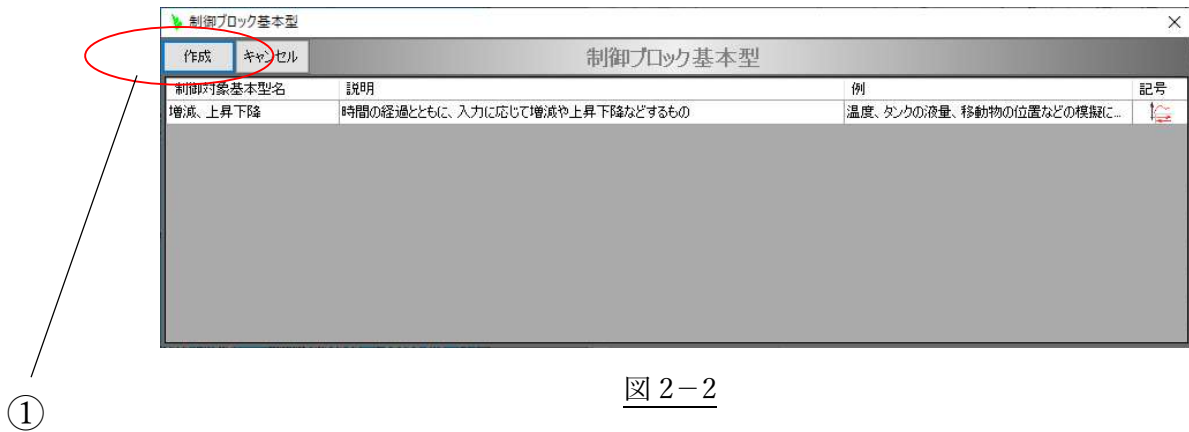 制御ブロック基本型
作成 キャンセル 制御ブロック基本型
制御対象基本型名 説明 例 記号
増減、上昇下降 時間の経過とともに、入力に応じて増減や上昇下降などするもの 温度、タンクの液量、移動物の位置などの模擬に...
図 2－2
①